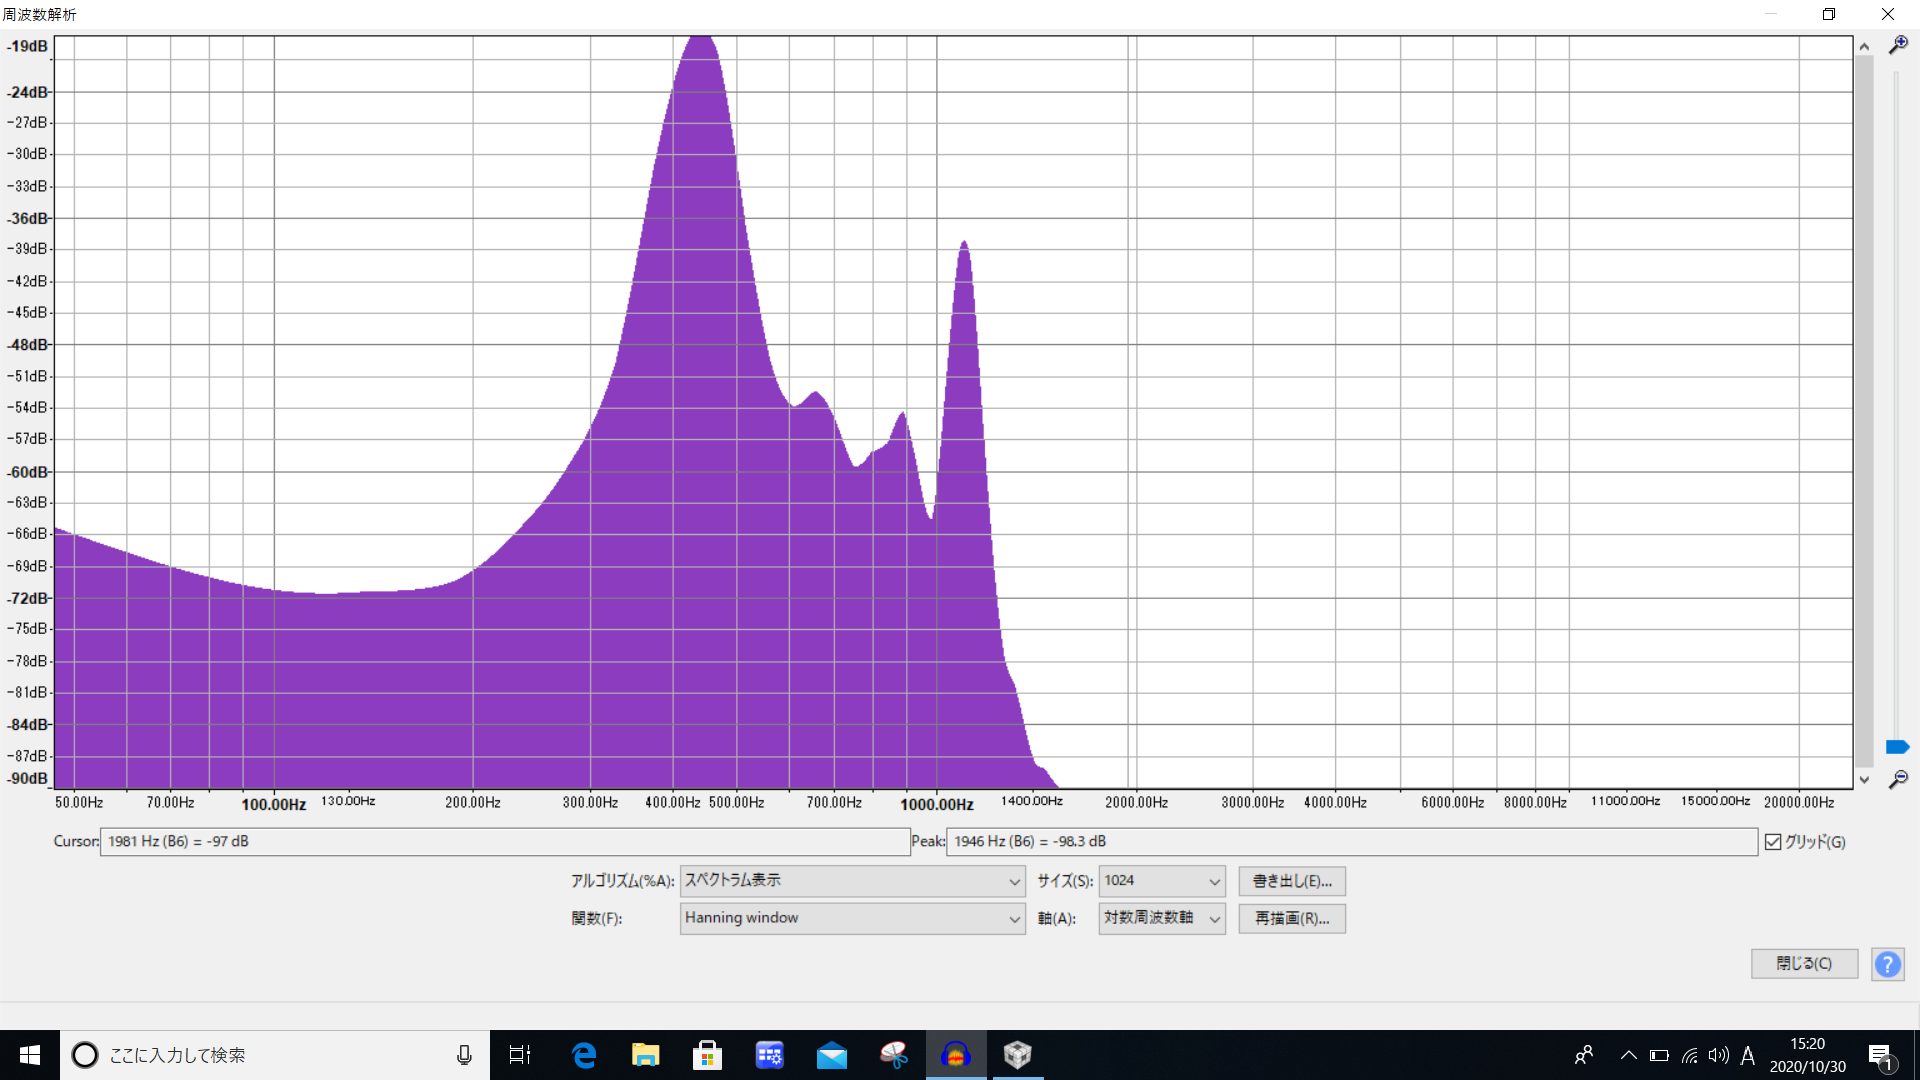 周波数解析
-19dB
-24dB
-27dB
-30dB
-33dB
-36dB
-39dB
-42dB
-45dB
-48dB
-51dB
-54dB
-57dB
-60dB
-63dB
-66dB
-69dB
-72dB
-75dB
-78dB
-81dB
-84dB
-87dB
-90dB
50.00Hz 70.00Hz 100.00Hz 130.00Hz 200.00Hz 300.00Hz 400.00Hz 500.00Hz 700.00Hz 1000.00Hz 1400.00Hz 2000.00Hz 3000.00Hz 4000.00Hz 6000.00Hz 8000.00Hz 11000.00Hz 15000.00Hz 20000.00Hz
Cursor: 1981 Hz (B6) = -97 dB Peak: 1946 Hz (B6) = -98.3 dB グリッド(G)
アルゴリズム(%A): スペクトラム表示 サイズ(S): 1024 書き出し(E)...
関数(F): Hanning window 軸(A): 対数周波数軸 再描画(R)...
閉じる(C) ?
ここに入力して検索
A 15:20
2020/10/30
1